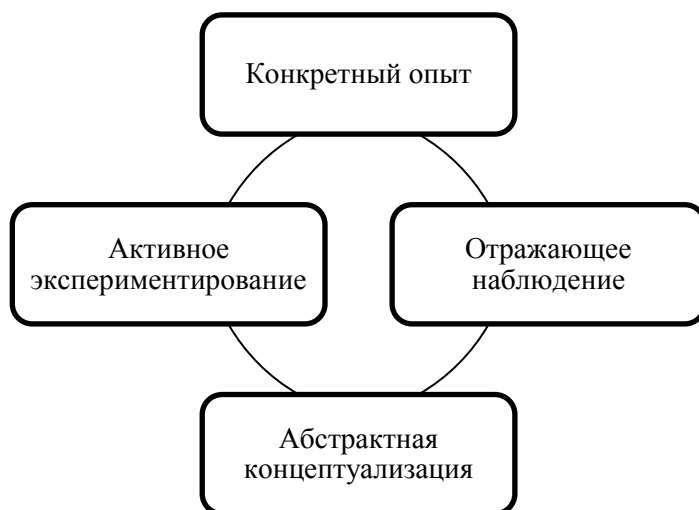 Конкретный опыт
Активное
экспериментирование
Отражающее
наблюдение
Абстрактная
концептуализация